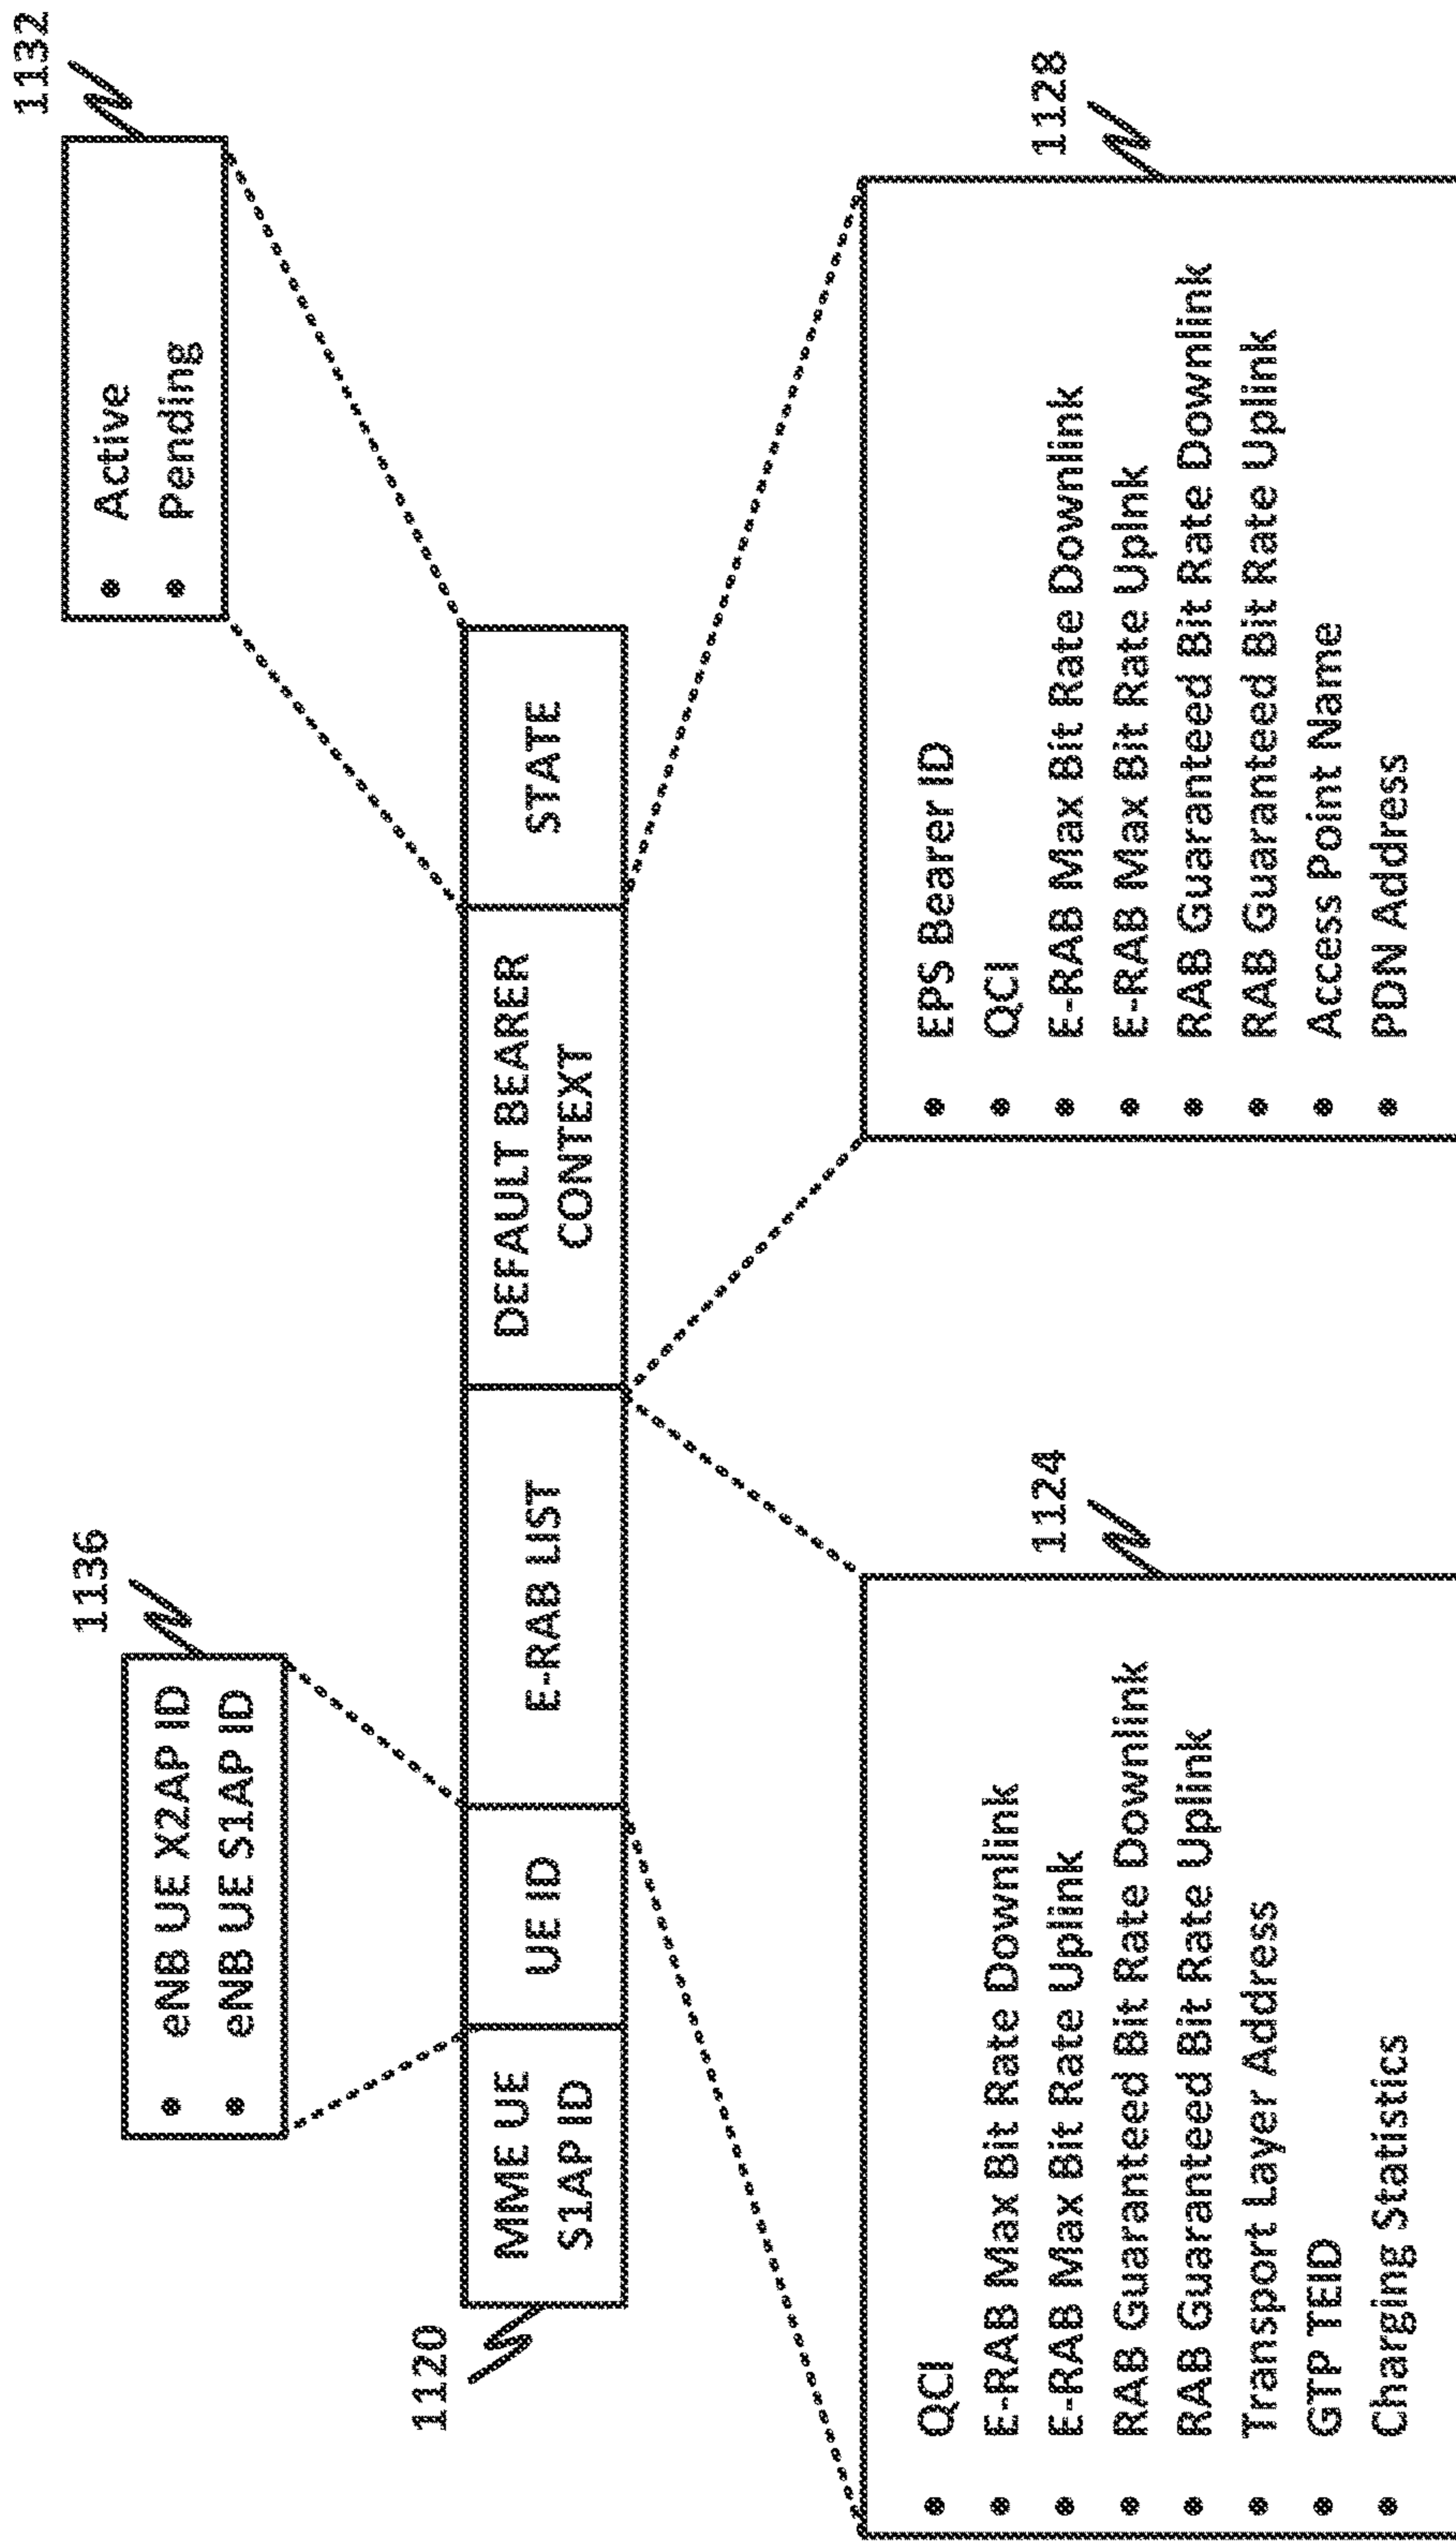 1136
• eNB UE X2AP ID
• eNB UE S1AP ID
1132
• Active
• Pending
1120
MME UE
S1AP ID
UE ID
E-RAB LIST
DEFAULT BEARER
CONTEXT
STATE
1124
• QCI
• E-RAB Max Bit Rate Downlink
• E-RAB Max Bit Rate Uplink
• RAB Guaranteed Bit Rate Downlink
• RAB Guaranteed Bit Rate Uplink
• Transport Layer Address
• GTP TEID
• Charging Statistics
1128
• EPS Bearer ID
• QCI
• E-RAB Max Bit Rate Downlink
• E-RAB Max Bit Rate Uplnk
• RAB Guaranteed Bit Rate Downlink
• RAB Guaranteed Bit Rate Uplink
• Access Point Name
• PDN Address